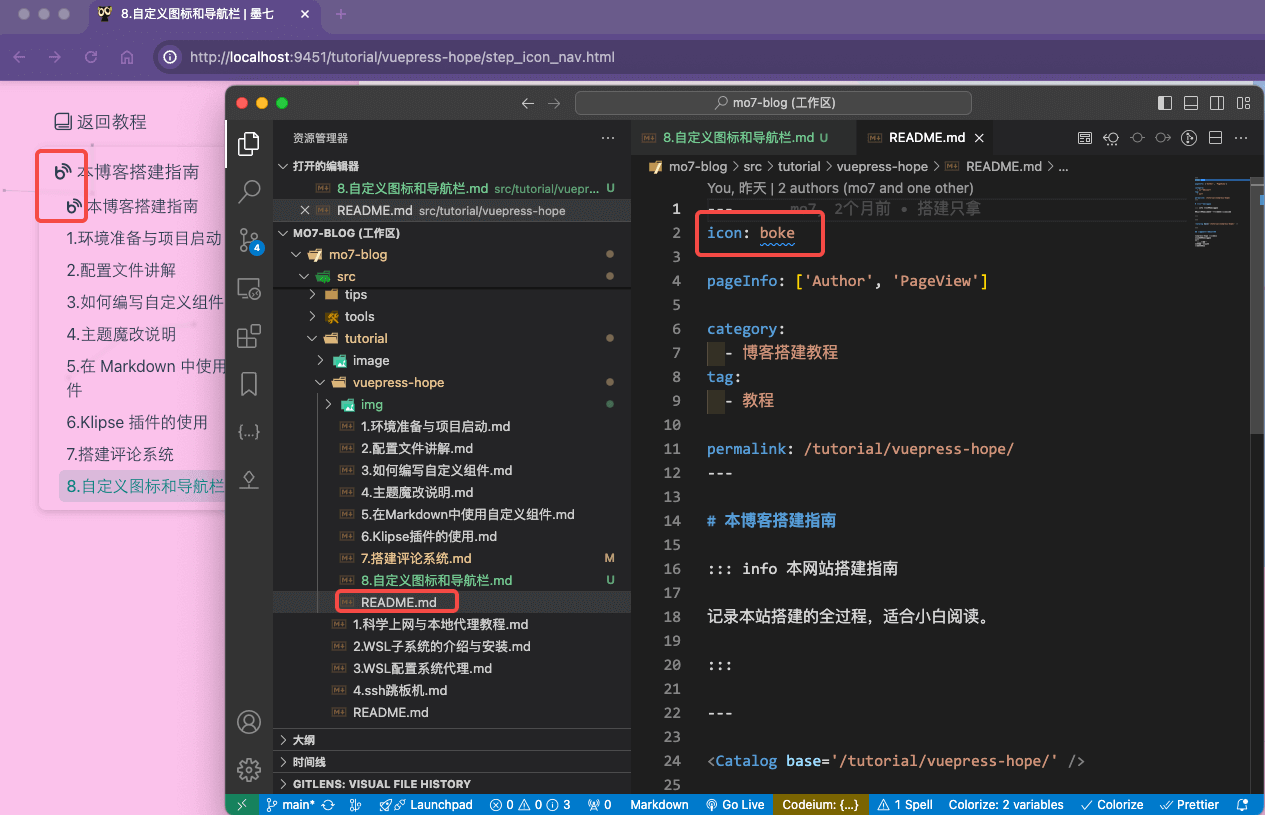 8.自定义图标和导航栏 | 墨七
http://localhost:9451/tutorial/vuepress-hope/step_icon_nav.html
返回教程
本博客搭建指南
本博客搭建指南
1.环境准备与项目启动
2.配置文件讲解
3.如何编写自定义组件
4.主题魔改说明
5.在 Markdown 中使用
件
6.Klipse 插件的使用
7.搭建评论系统
8.自定义图标和导航栏
mo7-blog (工作区)
资源管理器
打开的编辑器
8.自定义图标和导航栏.md src/tutorial/vuepr... U
README.md src/tutorial/vuepress-hope
MO7-BLOG (工作区)
mo7-blog
src
tips
tools
tutorial
image
vuepress-hope
img
1.环境准备与项目启动.md
2.配置文件讲解.md
3.如何编写自定义组件.md
4.主题魔改说明.md
5.在Markdown中使用自定义组件.md
6.Klipse插件的使用.md
7.搭建评论系统.md M
8.自定义图标和导航栏.md U
README.md
1.科学上网与本地代理教程.md
2.WSL子系统的介绍与安装.md
3.WSL配置系统代理.md
4.ssh跳板机.md
README.md
大纲
时间线
GITLENS: VISUAL FILE HISTORY
4
8.自定义图标和导航栏.md U
README.md
mo7-blog > src > tutorial > vuepress-hope > README.md > ...
You, 昨天 | 2 authors (mo7 and one other)
1 --- mo7, 2个月前 • 搭建只拿
2 icon: boke
3
4 pageInfo: ['Author', 'PageView']
5
6 category:
7 - 博客搭建教程
8 tag:
9 - 教程
10
11 permalink: /tutorial/vuepress-hope/
12 ---
13
14 # 本博客搭建指南
15
16 ::: info 本网站搭建指南
17
18 记录本站搭建的全过程，适合小白阅读。
19
20 :::
21
22 ---
23
24 <Catalog base='/tutorial/vuepress-hope/' />
25
main* Launchpad 0 0 3 0 Markdown Go Live Codeium: {...} 1 Spell Colorize: 2 variables Colorize Prettier